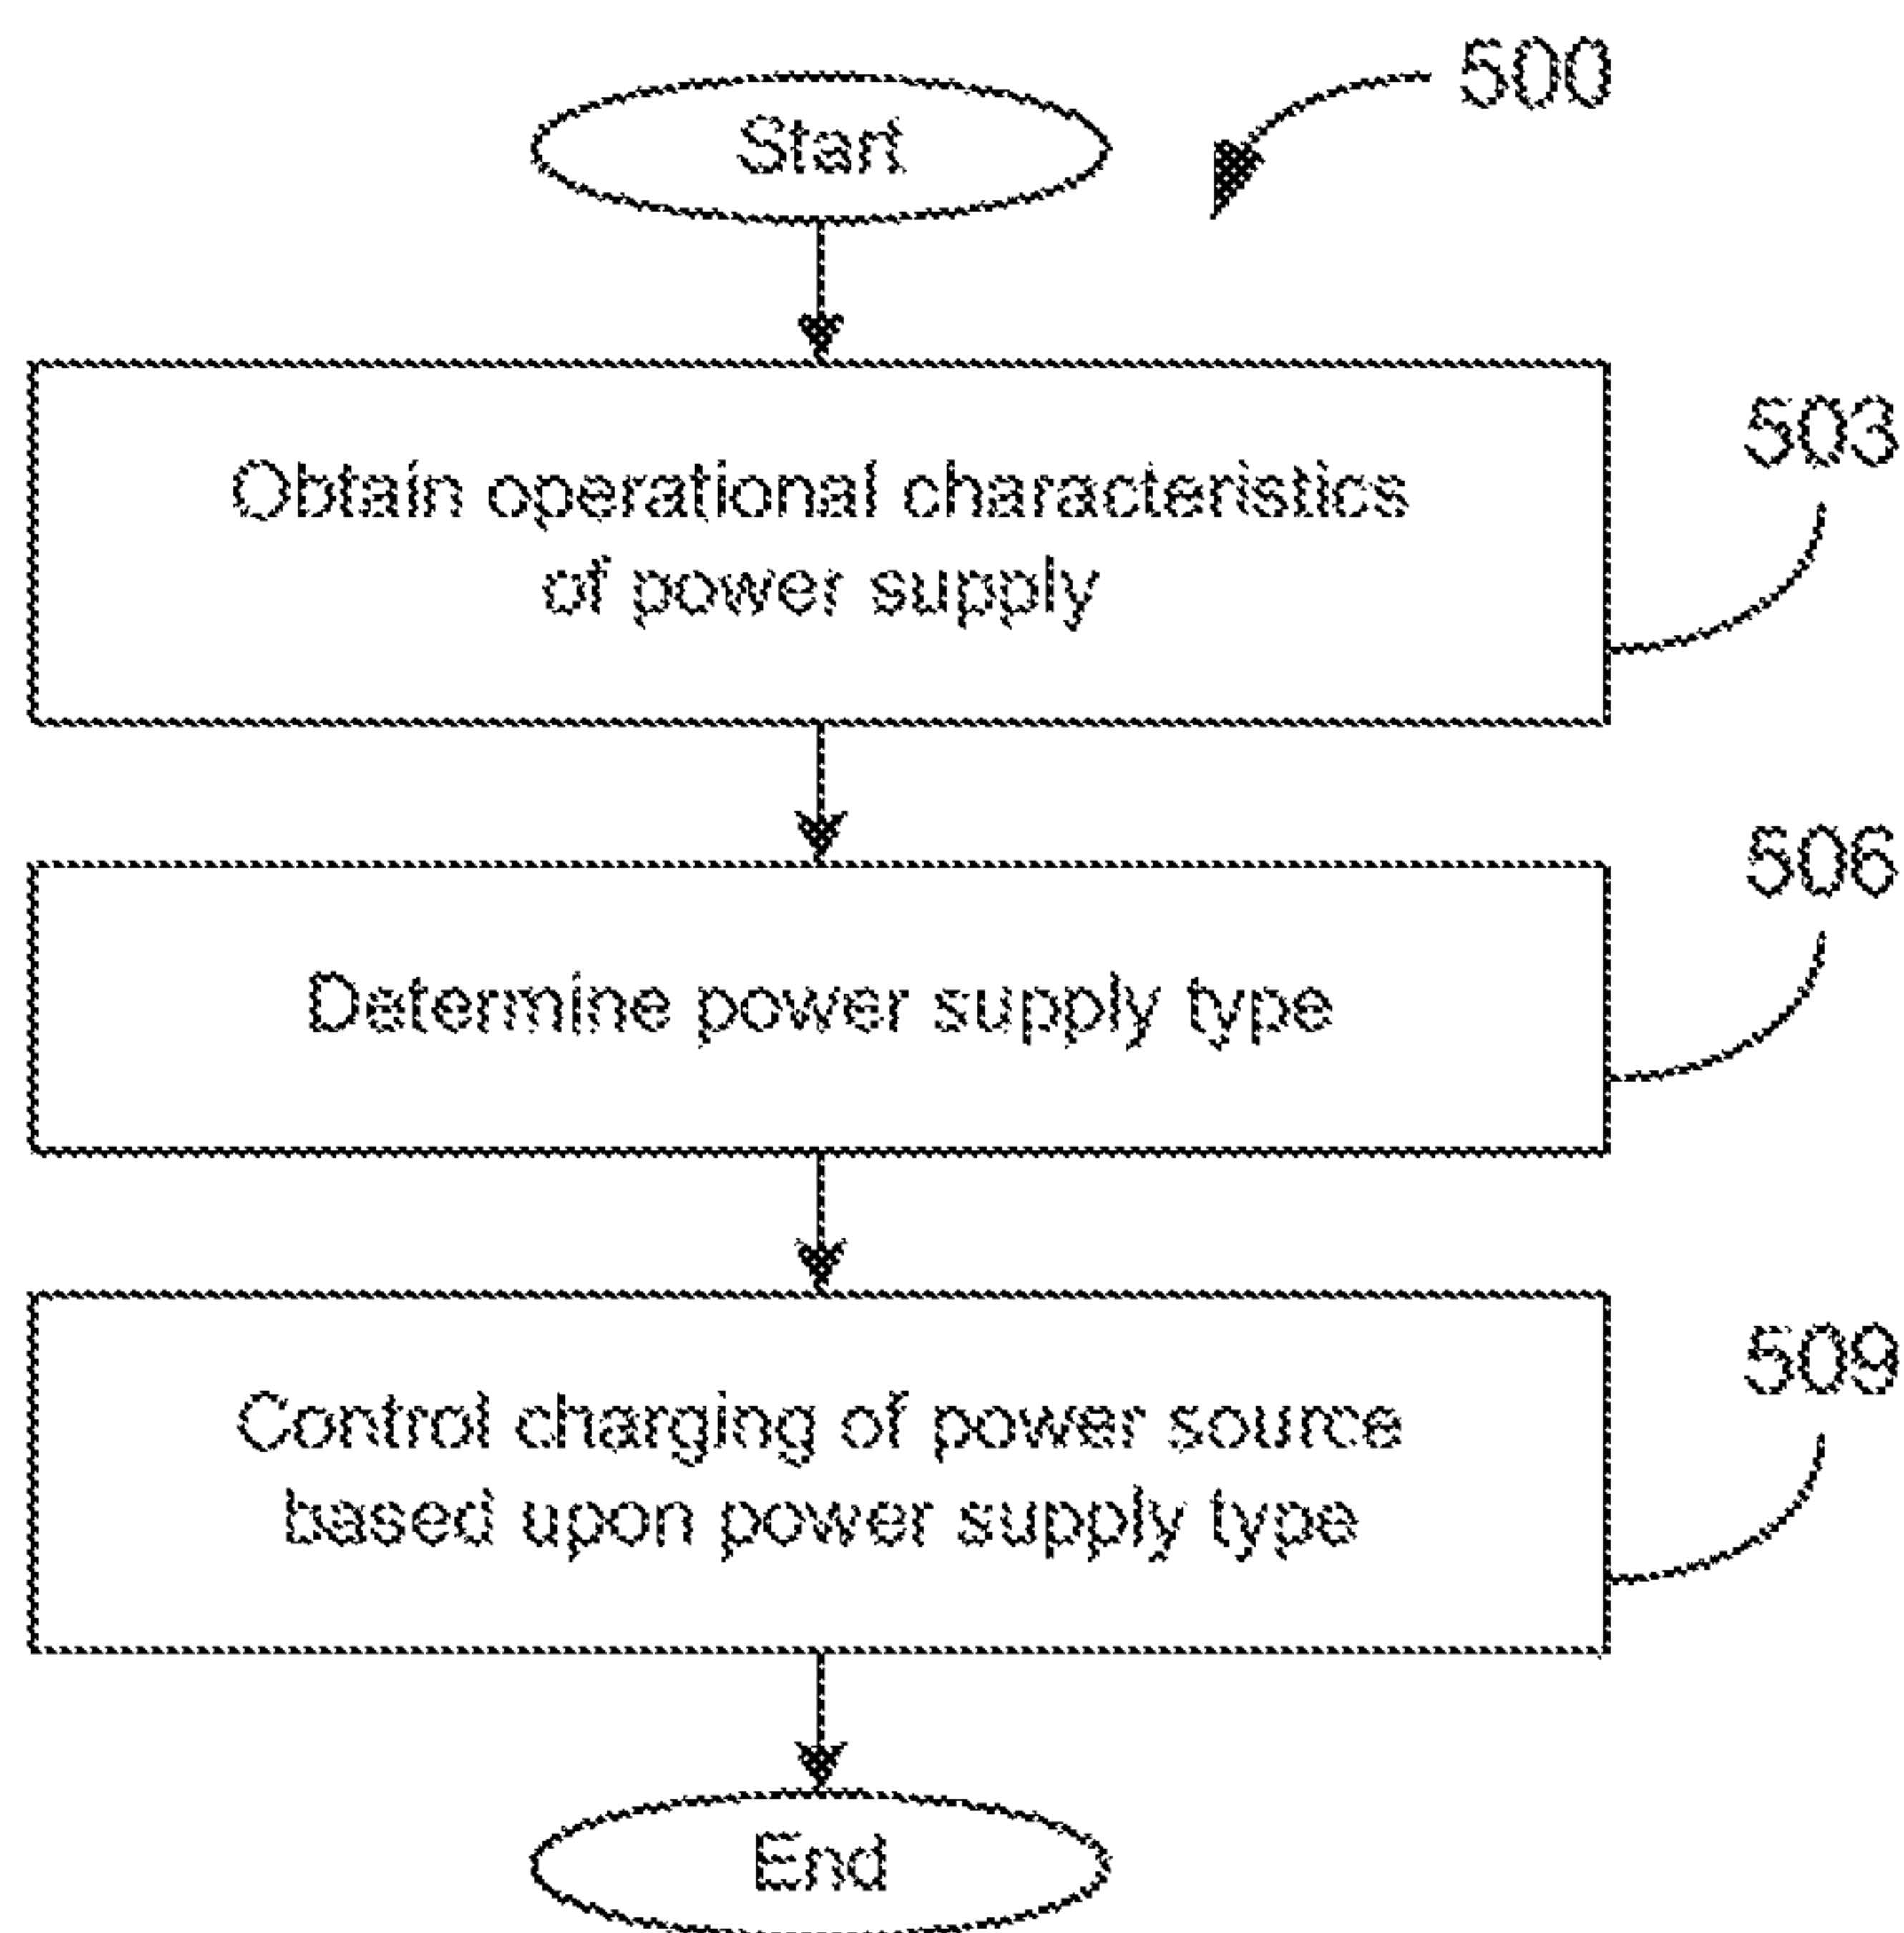 Start
500
Obtain operational characteristics
of power supply
503
Determine power supply type
506
Control charging of power source
based upon power supply type
509
End